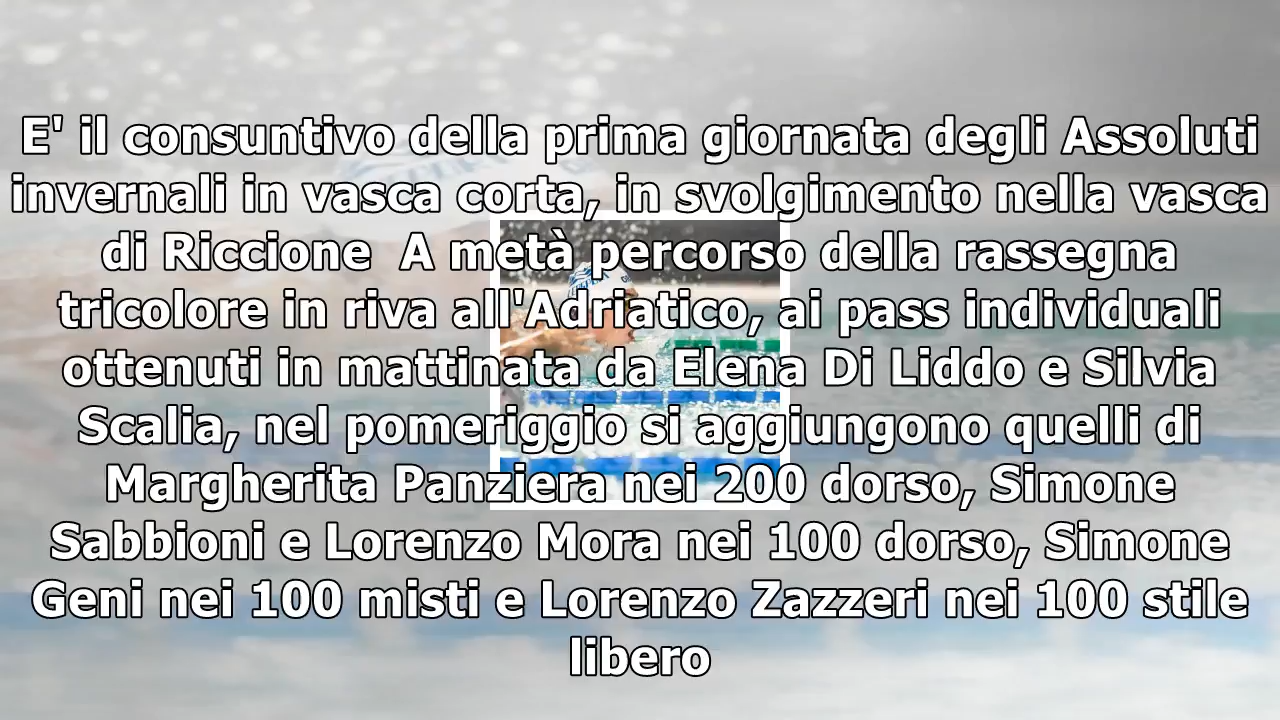 E' il consuntivo della prima giornata degli Assoluti
invernali in vasca corta, in svolgimento nella vasca
di Riccione  A metà percorso della rassegna
tricolore in riva all'Adriatico, ai pass individuali
ottenuti in mattinata da Elena Di Liddo e Silvia
Scalia, nel pomeriggio si aggiungono quelli di
Margherita Panziera nei 200 dorso, Simone
Sabbioni e Lorenzo Mora nei 100 dorso, Simone
Geni nei 100 misti e Lorenzo Zazzeri nei 100 stile
libero